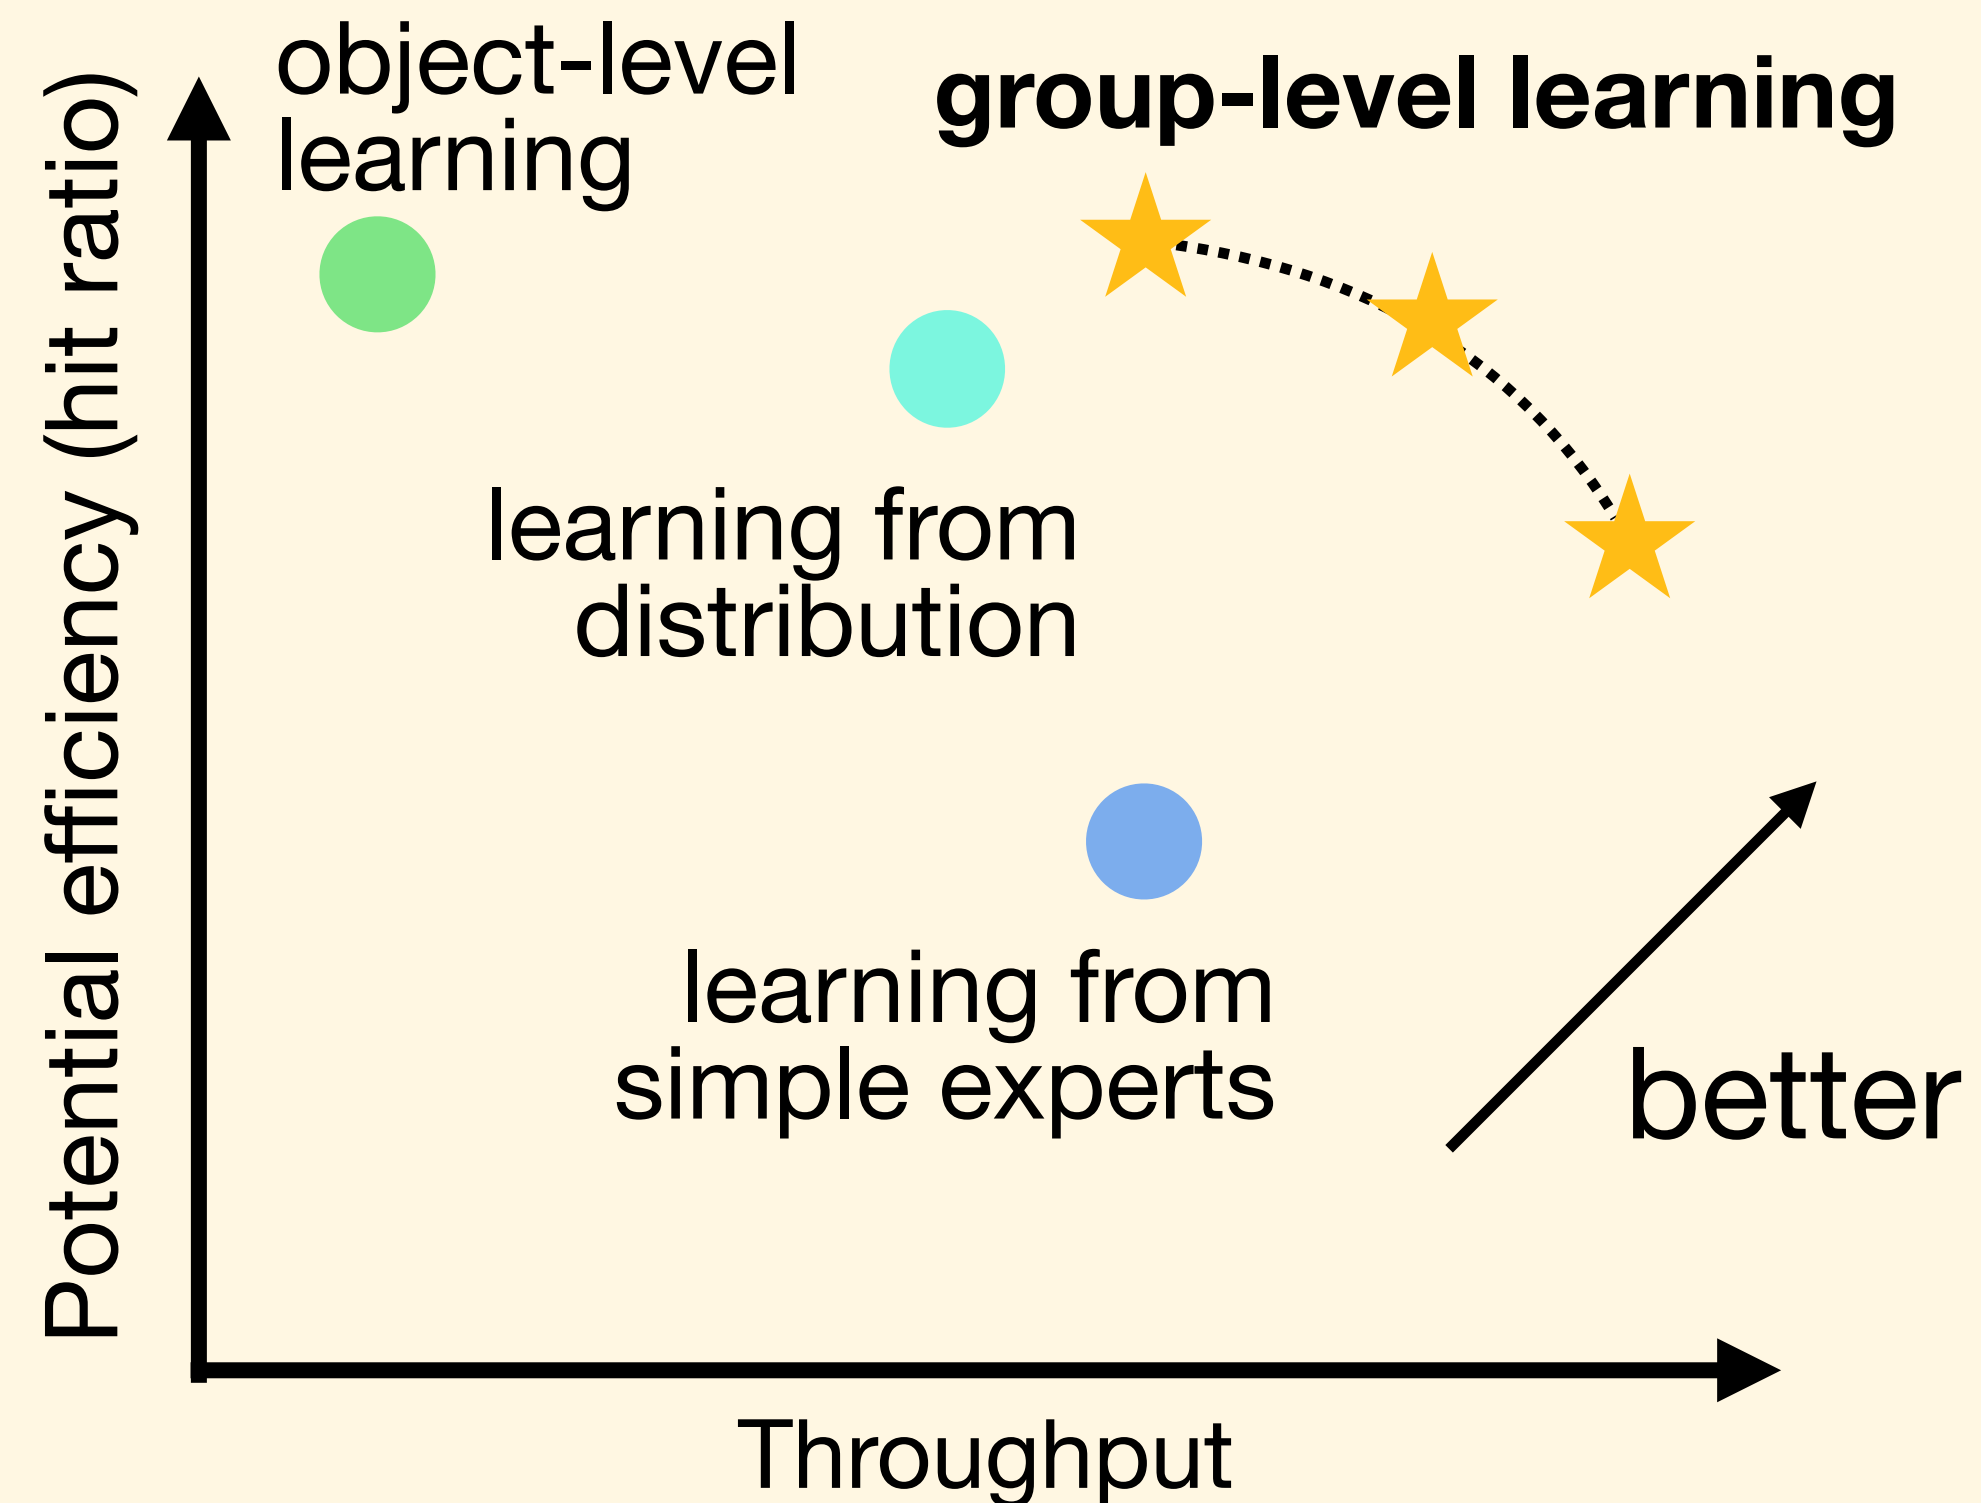 object-level
learning
group-level learning
Potential efficiency (hit ratio)
learning from
distribution
learning from
simple experts
better
Throughput